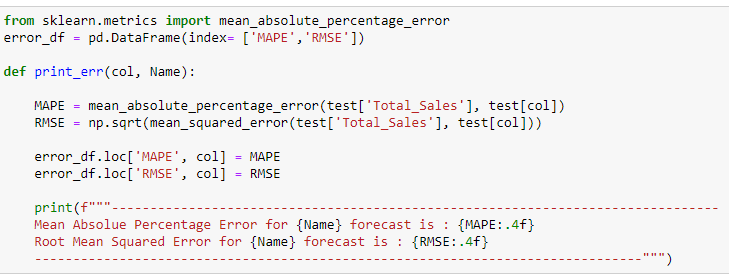 from sklearn.metrics import mean_absolute_percentage_error
error_df = pd.DataFrame(index= ['MAPE','RMSE'])
def print_err(col, Name):
    MAPE = mean_absolute_percentage_error(test['Total_Sales'], test[col])
    RMSE = np.sqrt(mean_squared_error(test['Total_Sales'], test[col]))
    error_df.loc['MAPE', col] = MAPE
    error_df.loc['RMSE', col] = RMSE
    print(f"""----------------------------------------------------------------------------
    Mean Absolue Percentage Error for {Name} forecast is : {MAPE:.4f}
    Root Mean Squared Error for {Name} forecast is : {RMSE:.4f}
    ----------------------------------------------------------------------------""")